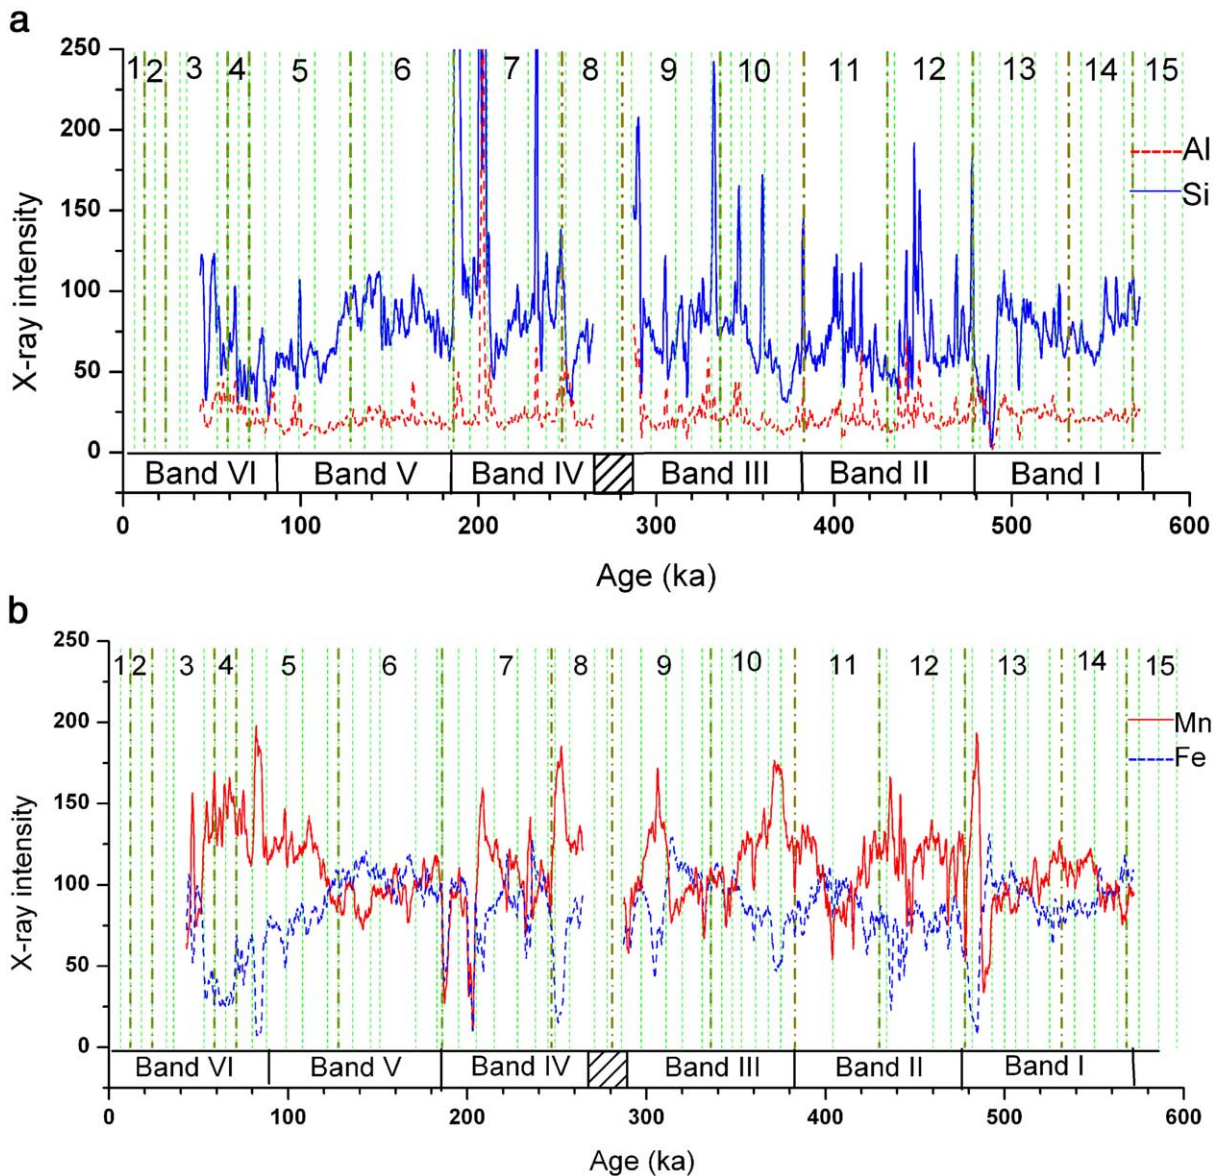 a
250
200
150
100
50
0
X-ray intensity
1 2 3 4 5 6 7 8 9 10 11 12 13 14 15
Al
Si
Band VI Band V Band IV Band III Band II Band I
0 100 200 300 400 500 600
Age (ka)
b
250
200
150
100
50
0
X-ray intensity
1 2 3 4 5 6 7 8 9 10 11 12 13 14 15
Mn
Fe
Band VI Band V Band IV Band III Band II Band I
0 100 200 300 400 500 600
Age (ka)